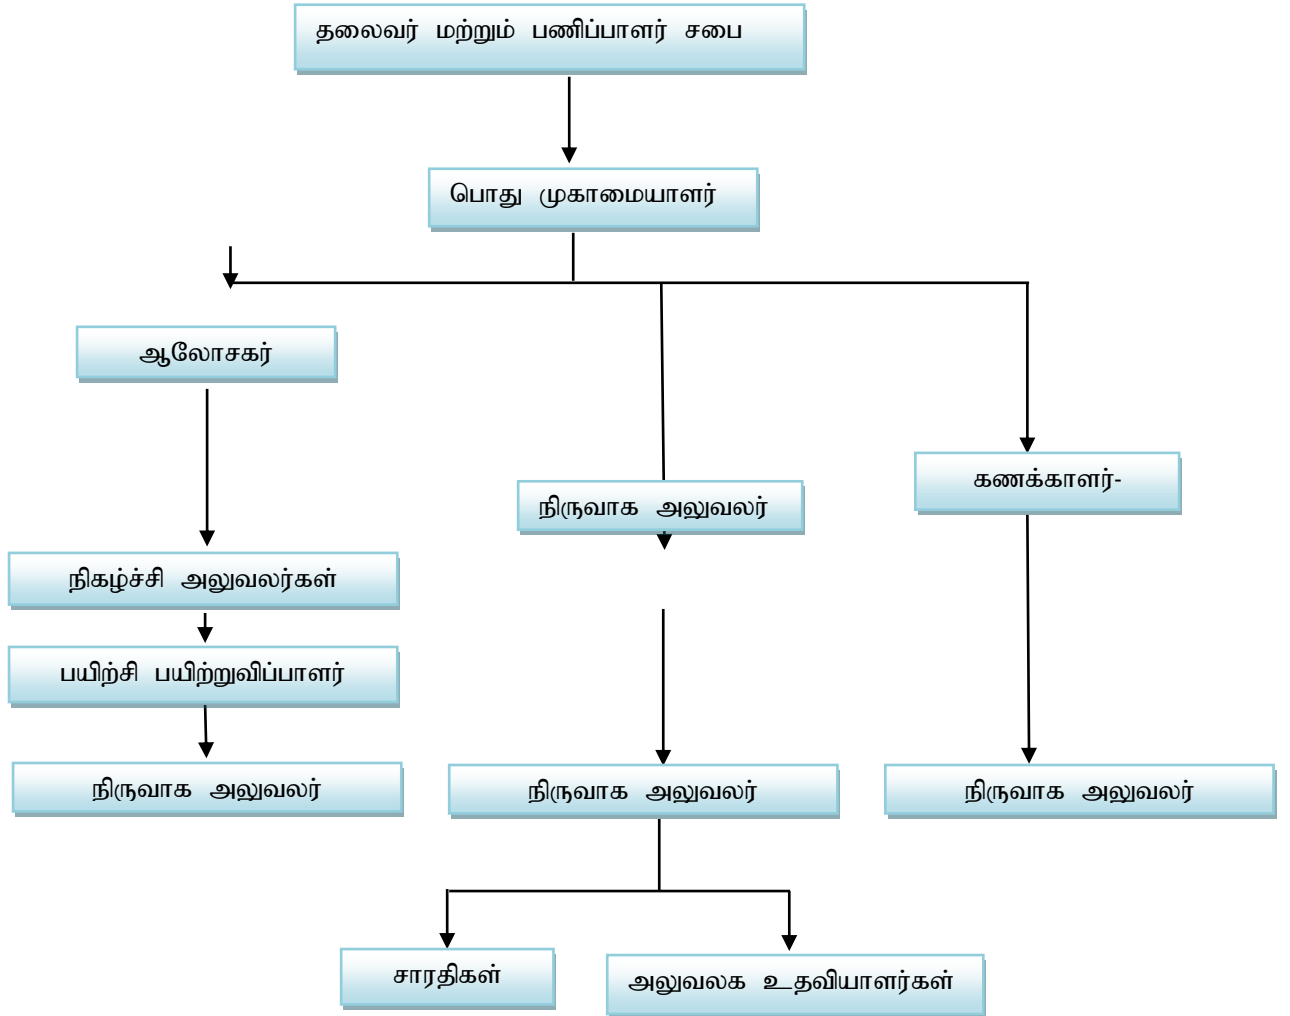 தலைவர் மற்றும் பணிப்பாளர் சபை
பொது முகாமையாளர்
ஆலோசகர்
கணக்காளர்-
நிருவாக அலுவலர்
நிகழ்ச்சி அலுவலர்கள்
பயிற்சி பயிற்றுவிப்பாளர்
நிருவாக அலுவலர்
நிருவாக அலுவலர்
நிருவாக அலுவலர்
சாரதிகள்
அலுவலக உதவியாளர்கள்